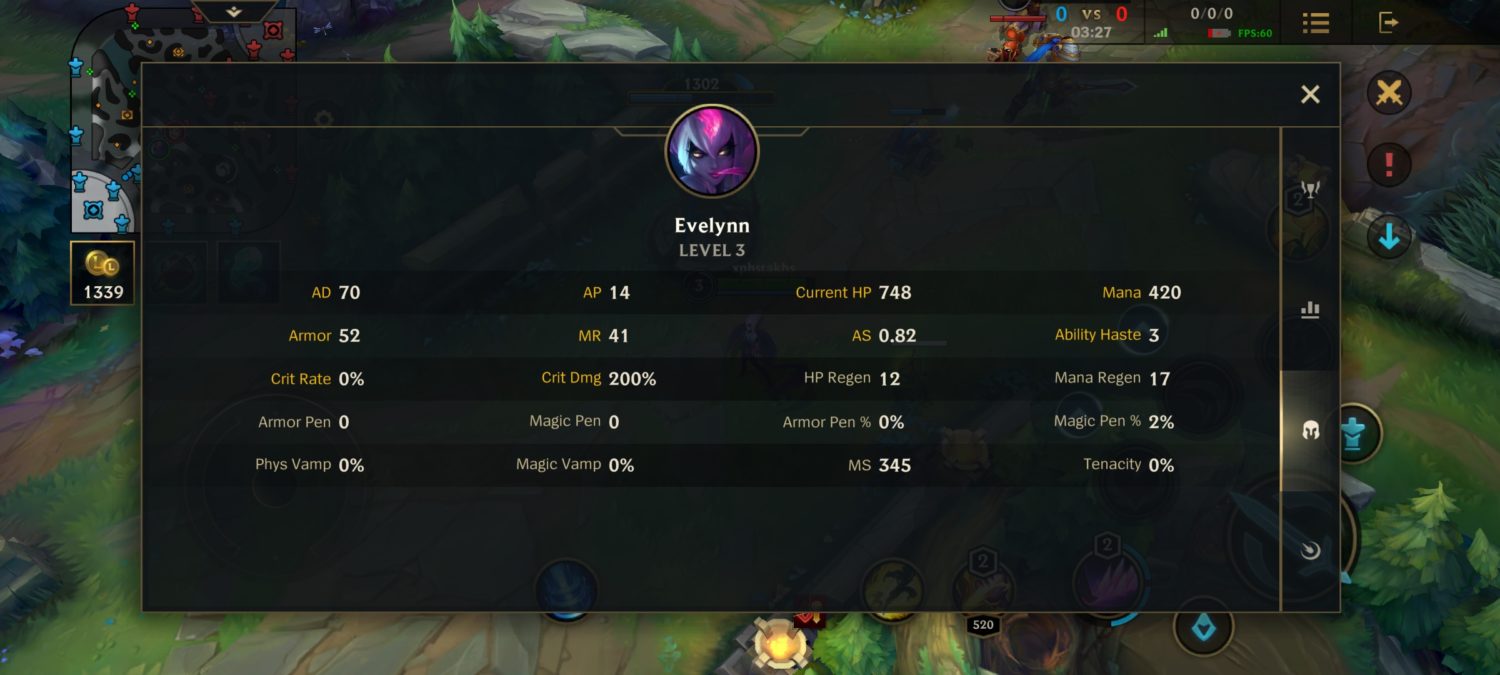 0 VS 0
0/0/0
03:27
FPS:60
1302
Evelynn
LEVEL 3
1339
3
AD 70
AP 14
Current HP 748
Mana 420
Armor 52
MR 41
AS 0.82
Ability Haste 3
Crit Rate 0%
Crit Dmg 200%
HP Regen 12
Mana Regen 17
Armor Pen 0
Magic Pen 0
Armor Pen % 0%
Magic Pen % 2%
Phys Vamp 0%
Magic Vamp 0%
MS 345
Tenacity 0%
2
2
2
520